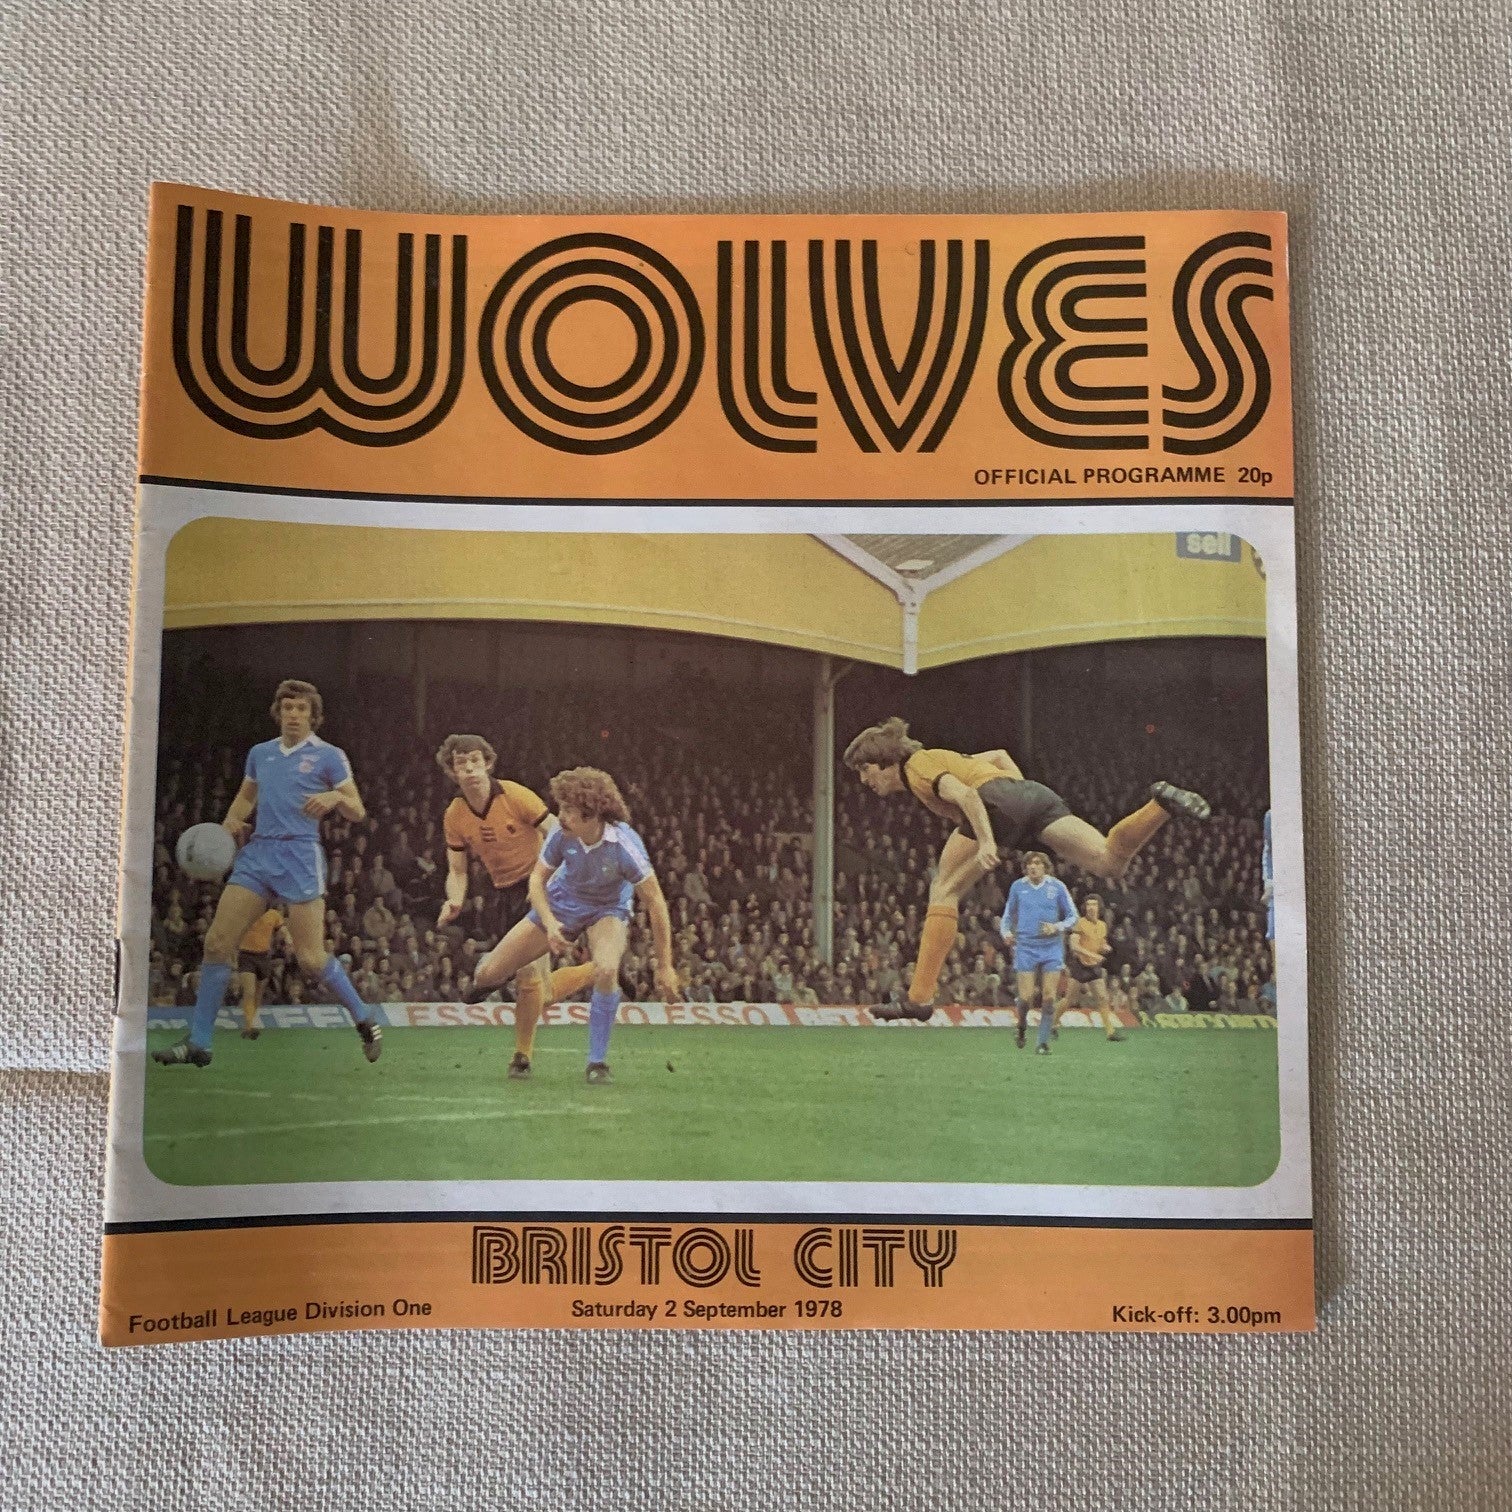 WOLVES
OFFICIAL PROGRAMME 20p
sell
ESSO ESSO ESSO
BRISTOL CITY
Football League Division One
Saturday 2 September 1978
Kick-off: 3.00pm